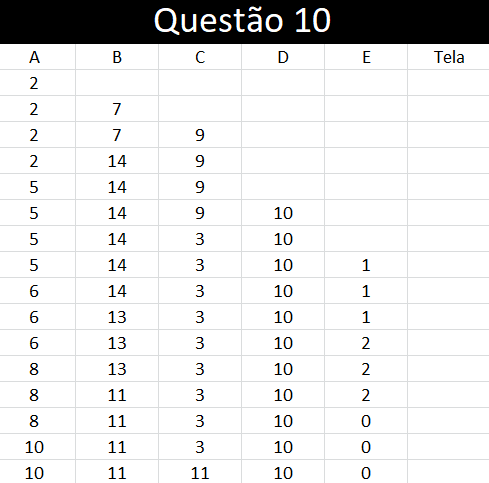 Questão 10
A B C D E Tela
2
2 7
2 7 9
2 14 9
5 14 9
5 14 9 10
5 14 3 10
5 14 3 10 1
6 14 3 10 1
6 13 3 10 1
6 13 3 10 2
8 13 3 10 2
8 11 3 10 2
8 11 3 10 0
10 11 3 10 0
10 11 11 10 0